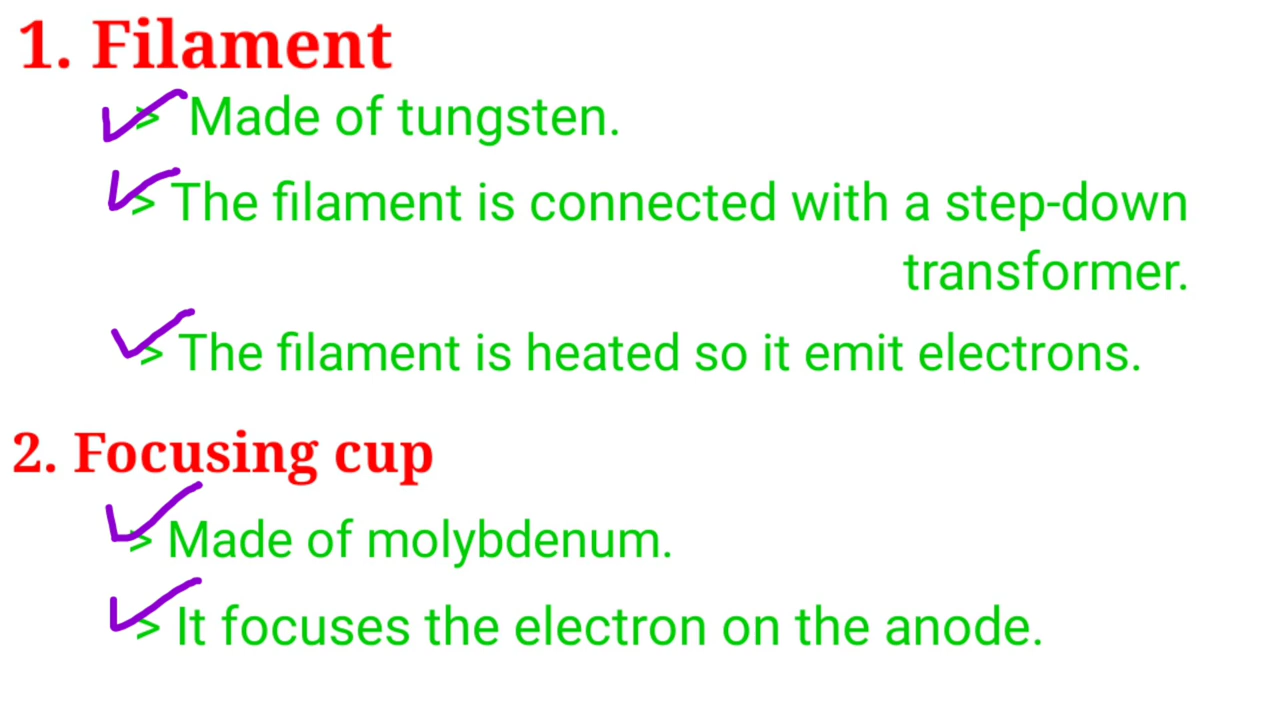 1. Filament
> Made of tungsten.
> The filament is connected with a step-down
transformer.
> The filament is heated so it emit electrons.
2. Focusing cup
> Made of molybdenum.
> It focuses the electron on the anode.